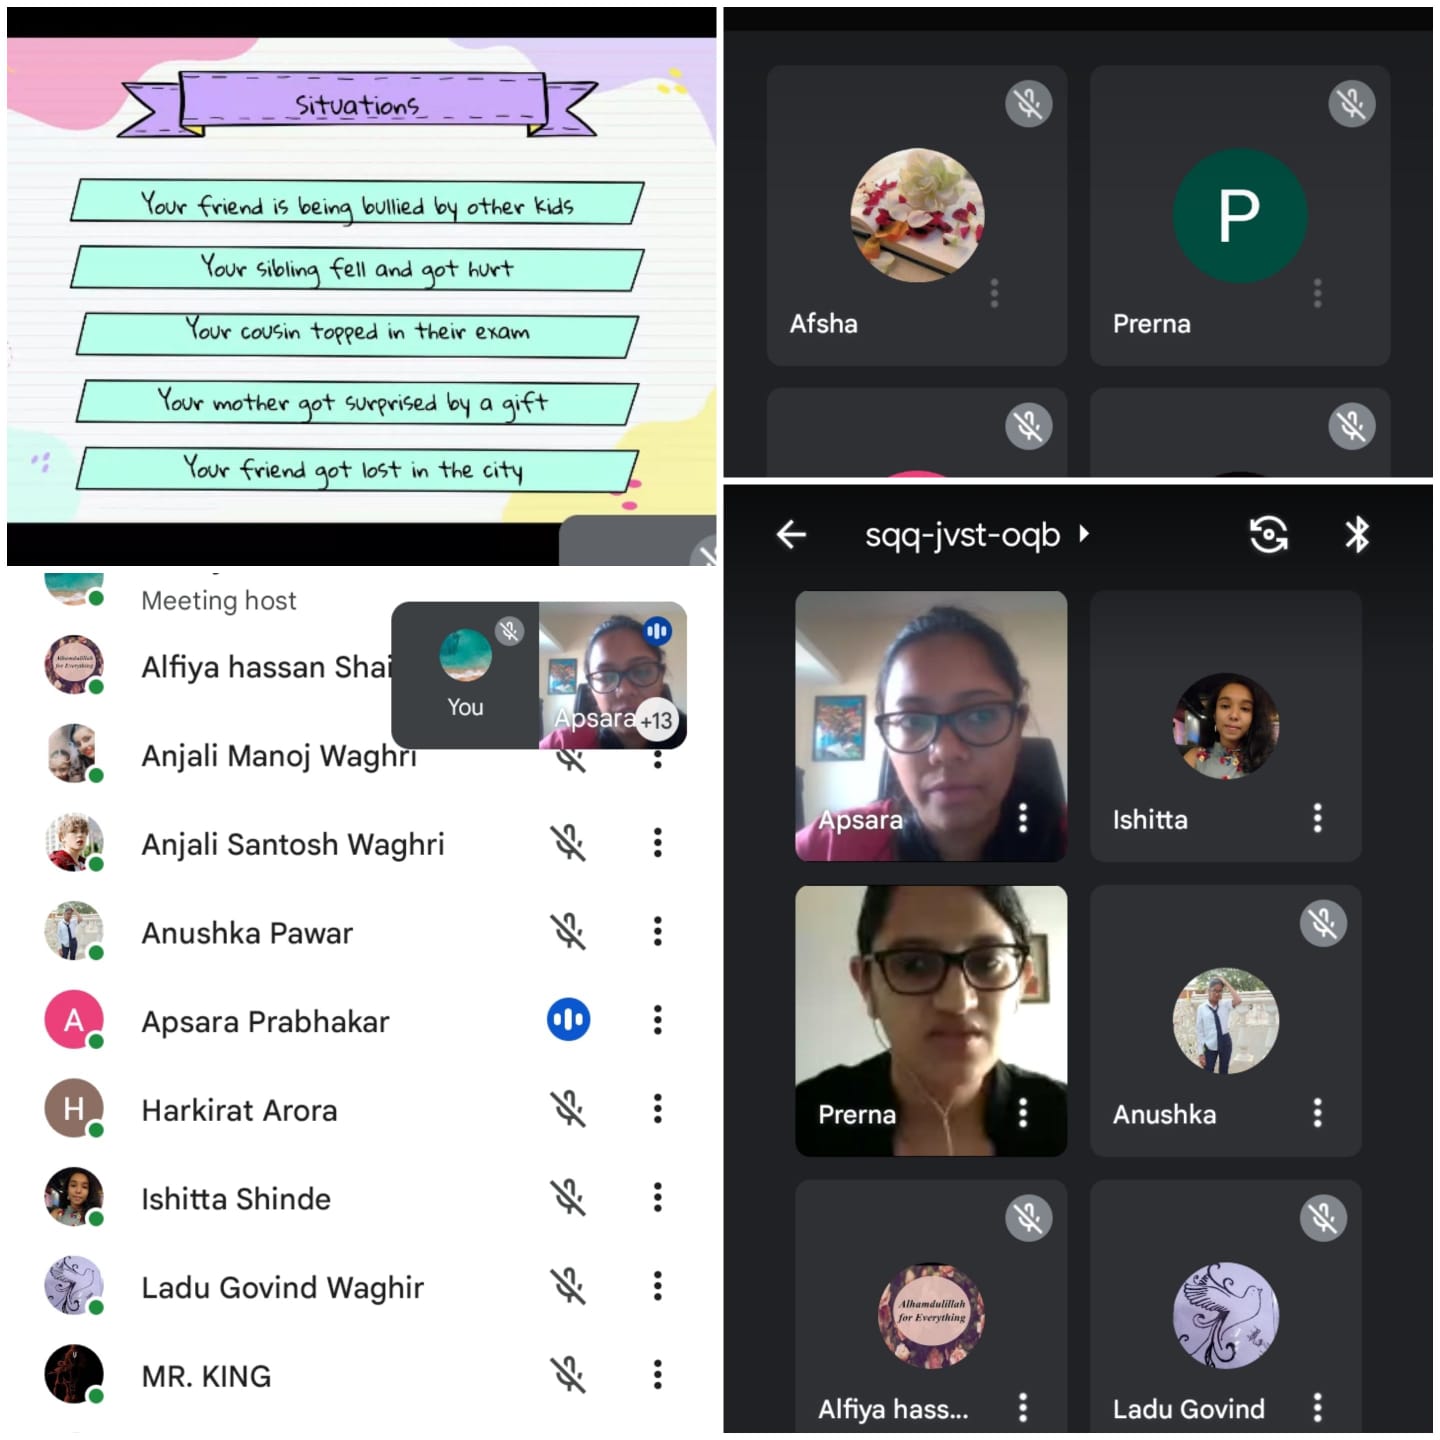 Situations
Your friend is being bullied by other kids
Your sibling fell and got hurt
Your cousin topped in their exam
Your mother got surprised by a gift
Your friend got lost in the city
Afsha
P
Prerna
Meeting host
Alfiya hassan Shai
You
Apsara
+13
Anjali Manoj Waghri
Anjali Santosh Waghri
Anushka Pawar
A
Apsara Prabhakar
H
Harkirat Arora
Ishitta Shinde
Ladu Govind Waghir
MR. KING
sqq-jvst-oqb
Apsara
Ishitta
Prerna
Anushka
Alhamdulillah
for Everything
Alfiya hass...
Ladu Govind